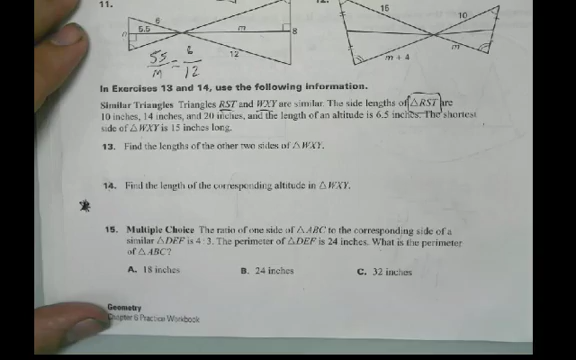 11.
12.
6
5.5
n
m
8
12
15
10
m
m + 4
5.5 / m = 6 / 12
In Exercises 13 and 14, use the following information.
Similar Triangles Triangles RST and WXY are similar. The side lengths of △RST are
10 inches, 14 inches, and 20 inches, and the length of an altitude is 6.5 inches. The shortest
side of △WXY is 15 inches long.
13. Find the lengths of the other two sides of △WXY.
14. Find the length of the corresponding altitude in △WXY.
15. Multiple Choice The ratio of one side of △ABC to the corresponding side of a
similar △DEF is 4:3. The perimeter of △DEF is 24 inches. What is the perimeter
of △ABC?
A. 18 inches B. 24 inches C. 32 inches
Geometry
Chapter 6 Practice Workbook